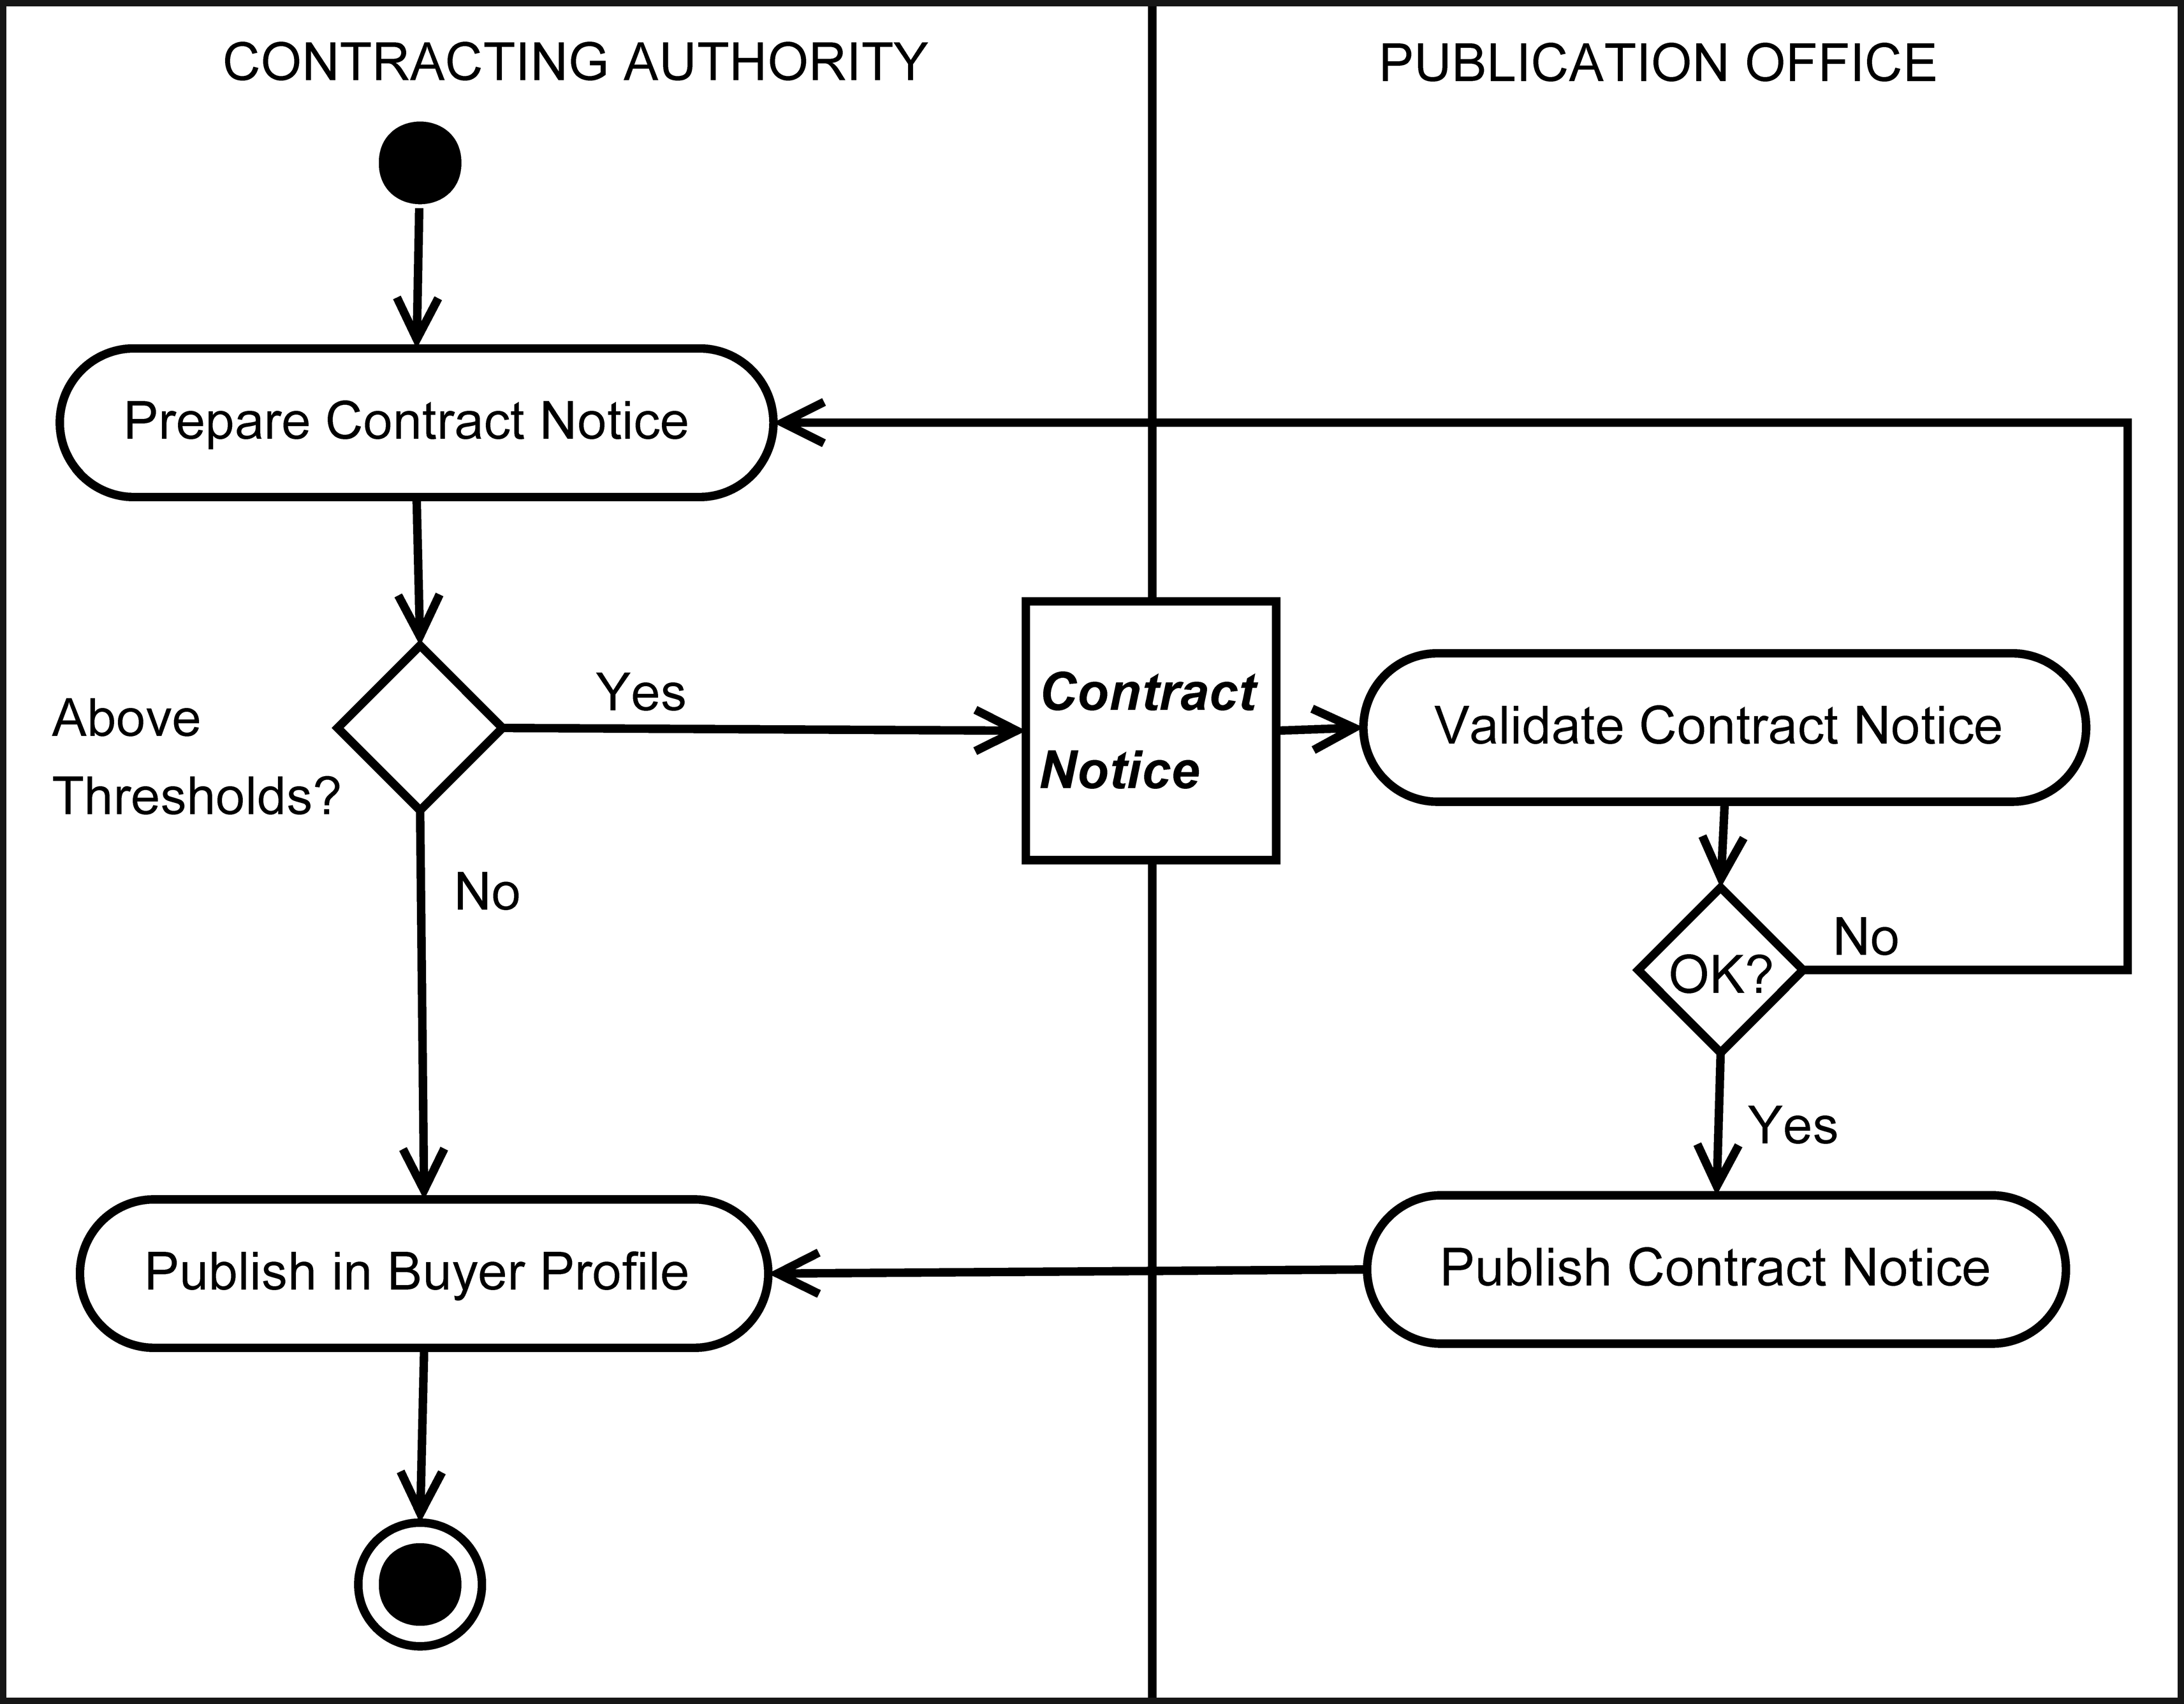 CONTRACTING AUTHORITY
PUBLICATION OFFICE
Prepare Contract Notice
Above
Thresholds?
Yes
No
Contract
Notice
Validate Contract Notice
OK?
No
Yes
Publish in Buyer Profile
Publish Contract Notice